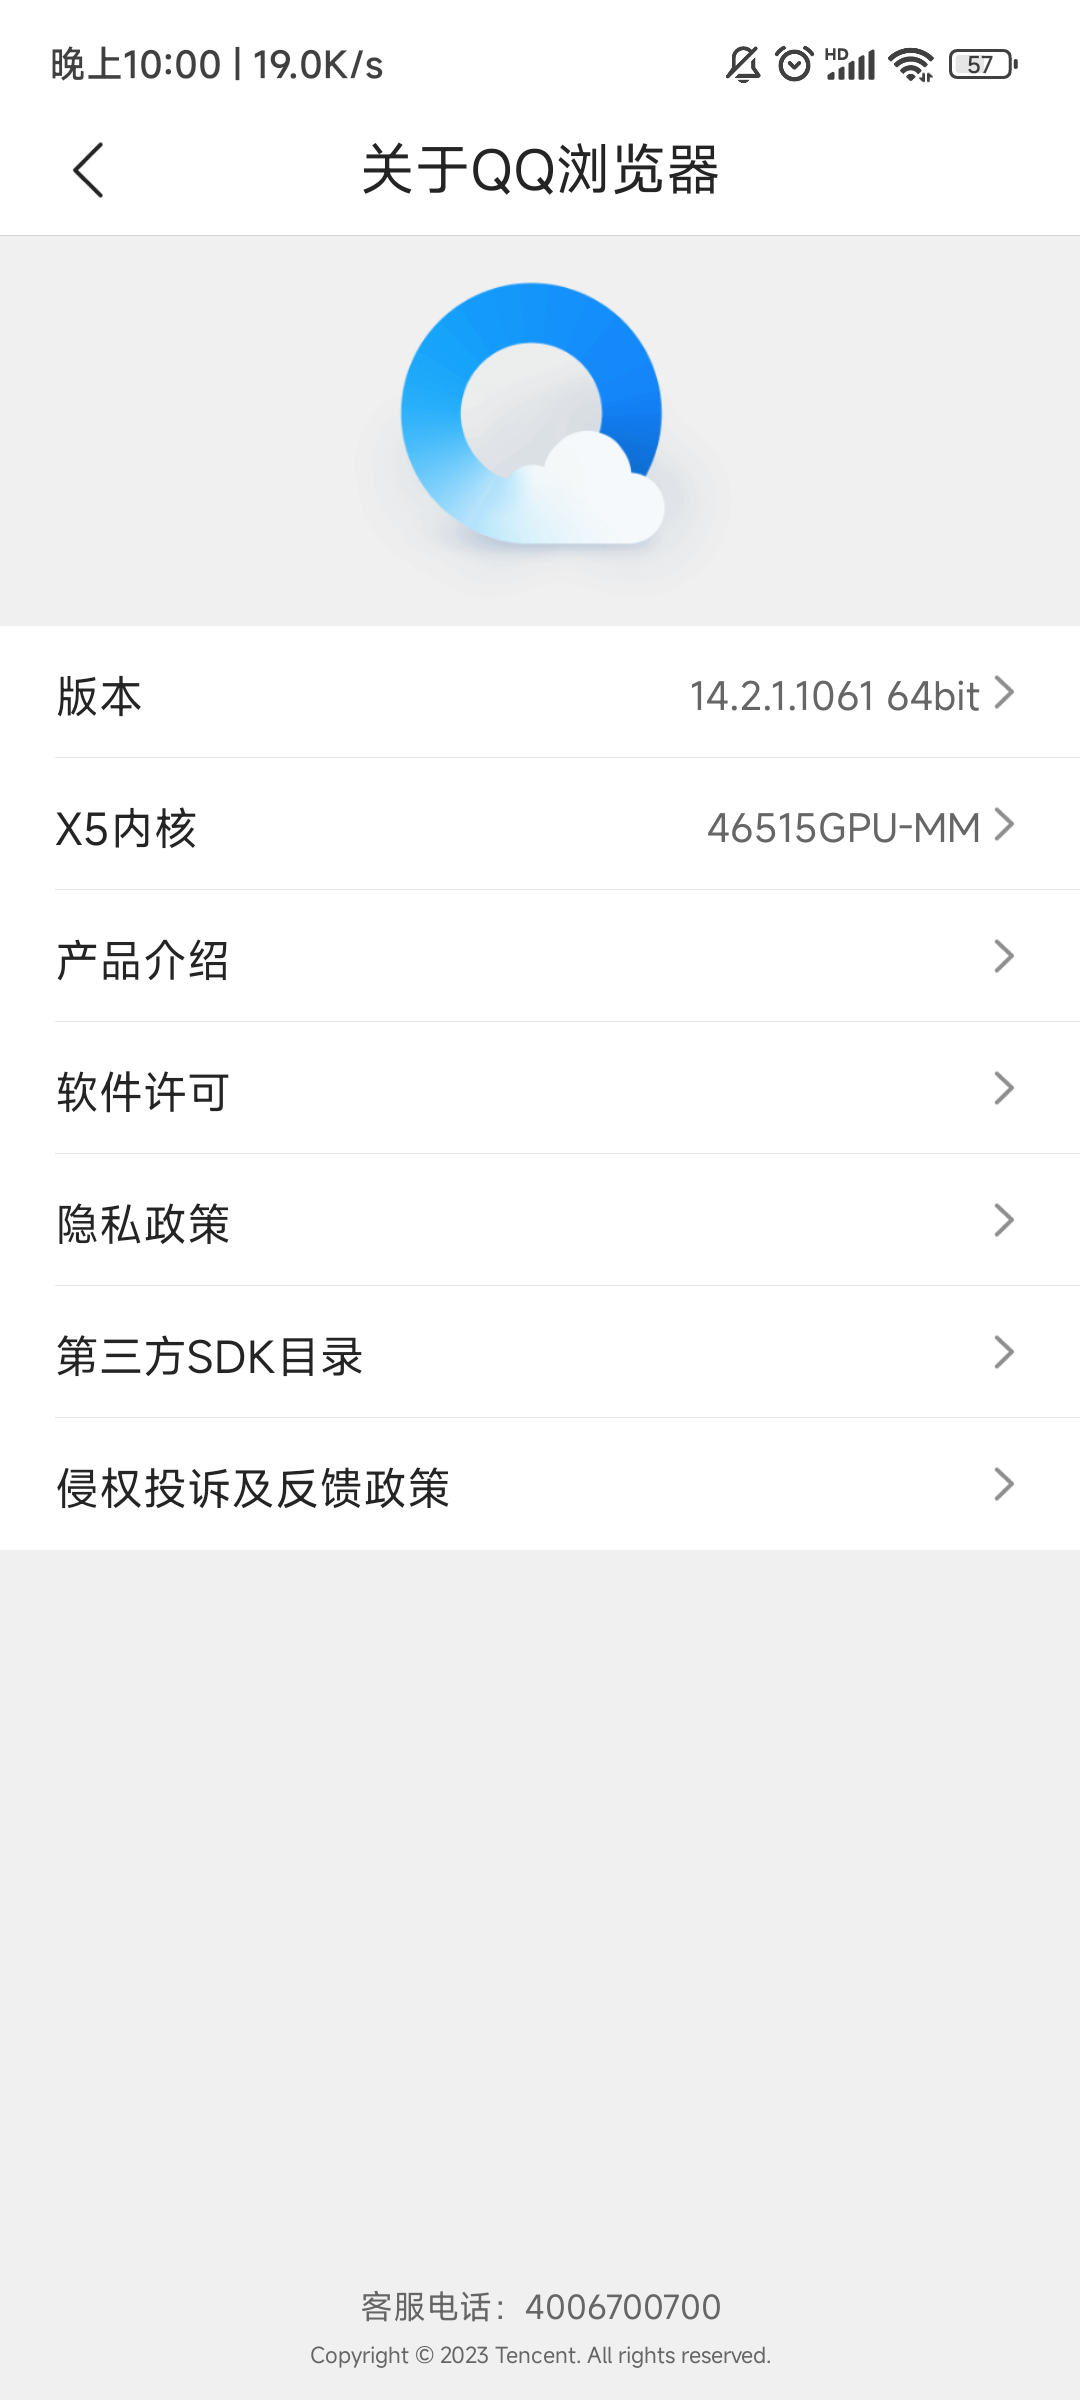 晚上10:00 | 19.0K/s
HD
57
关于QQ浏览器
版本
14.2.1.1061 64bit
X5内核
46515GPU-MM
产品介绍
软件许可
隐私政策
第三方SDK目录
侵权投诉及反馈政策
客服电话：4006700700
Copyright © 2023 Tencent. All rights reserved.